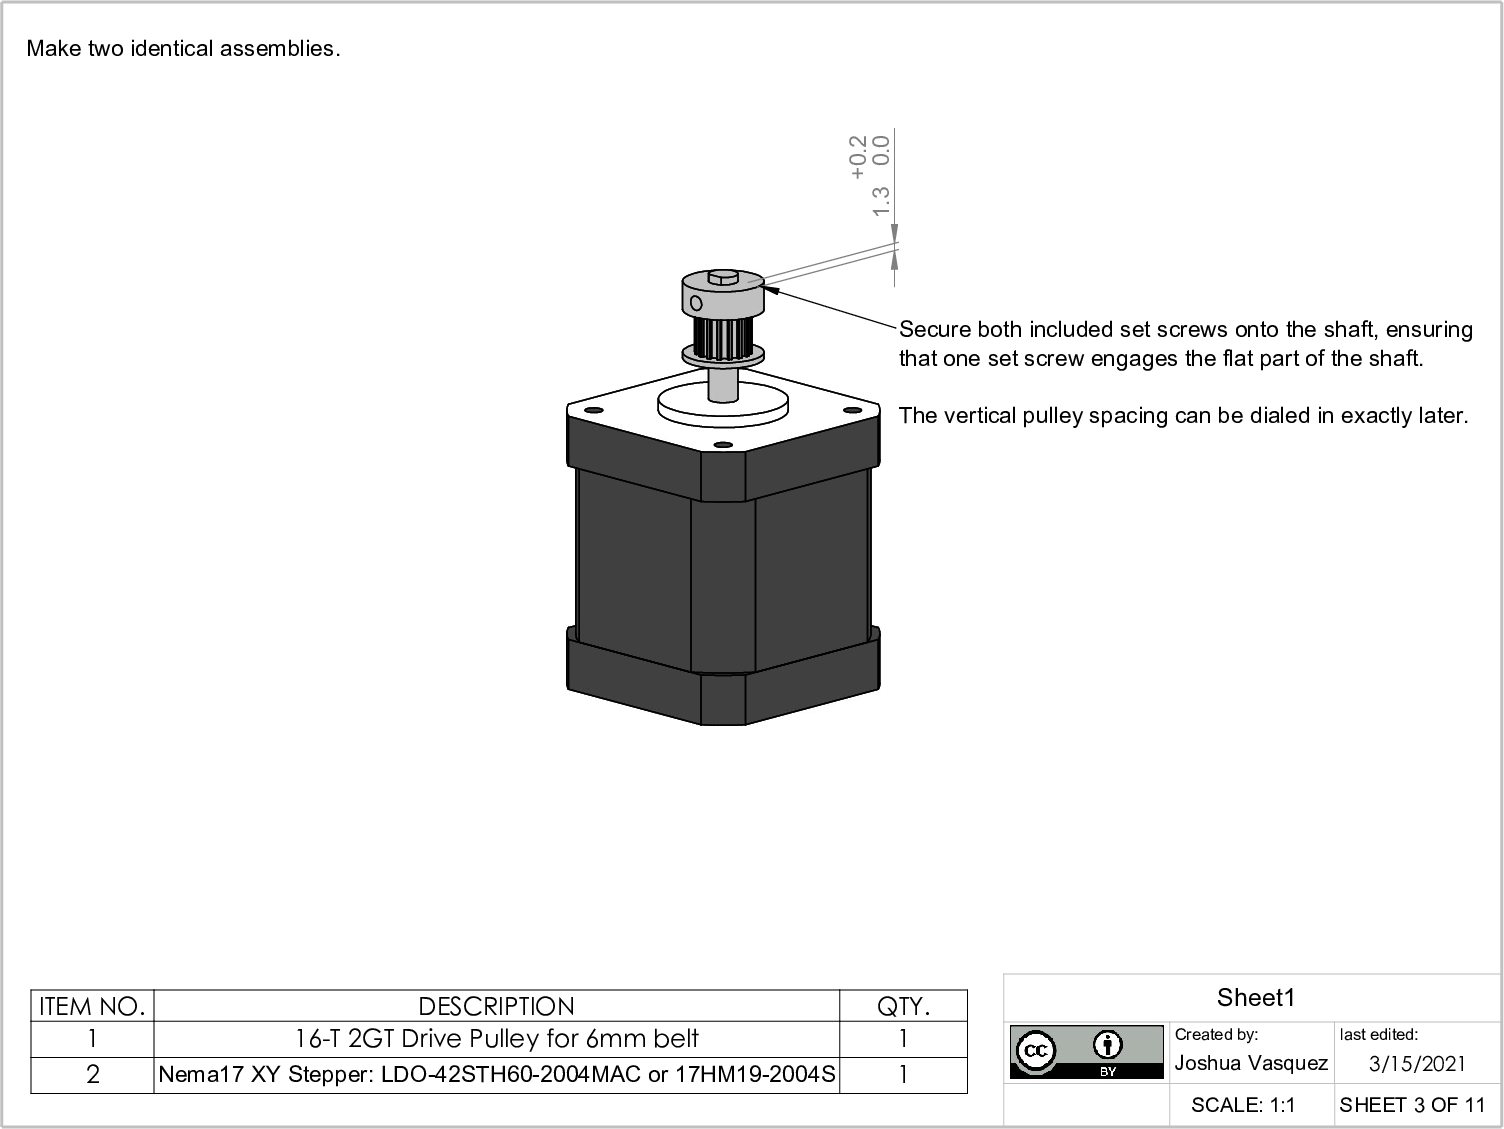 Make two identical assemblies.
+0.2
1.3 0.0
Secure both included set screws onto the shaft, ensuring
that one set screw engages the flat part of the shaft.
The vertical pulley spacing can be dialed in exactly later.
ITEM NO. DESCRIPTION QTY.
1 16-T 2GT Drive Pulley for 6mm belt 1
2 Nema17 XY Stepper: LDO-42STH60-2004MAC or 17HM19-2004S 1
Sheet1
cc BY
Created by:
Joshua Vasquez
last edited:
3/15/2021
SCALE: 1:1
SHEET 3 OF 11